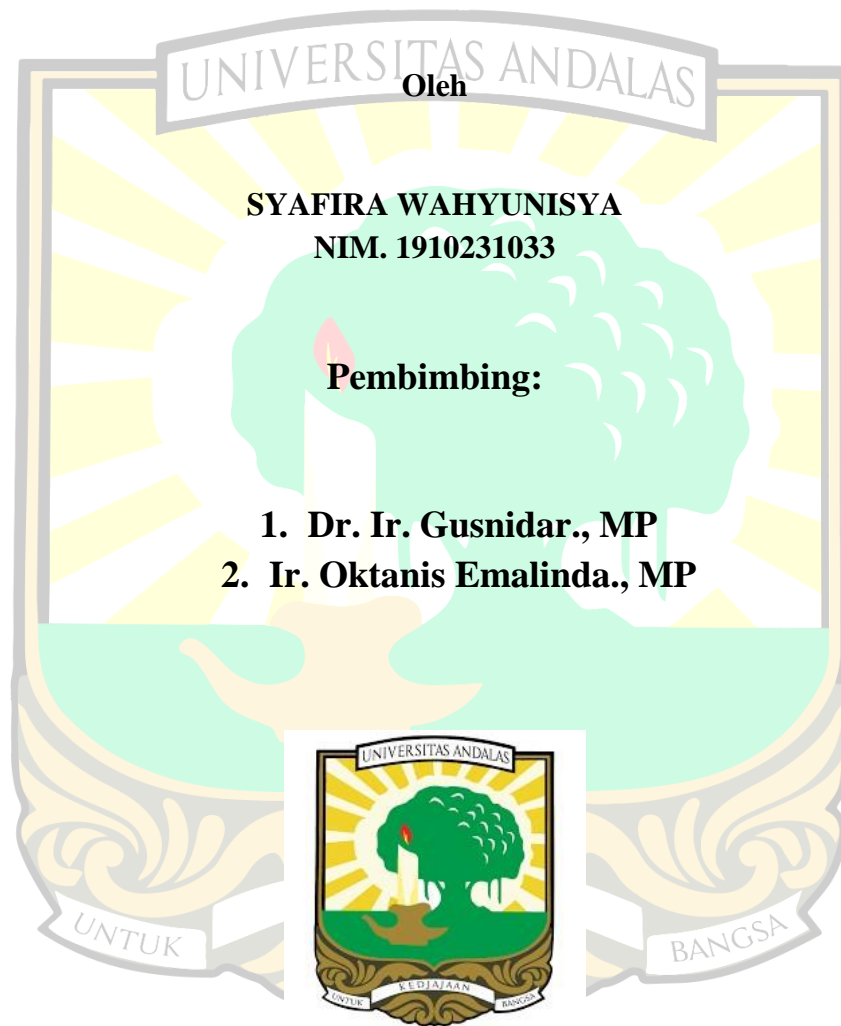 UNIVERSITAS ANDALAS
Oleh
SYAFIRA WAHYUNISYA
NIM. 1910231033
Pembimbing:
1. Dr. Ir. Gusnidar., MP
2. Ir. Oktanis Emalinda., MP
UNIVERSITAS ANDALAS
UNTUK KEDJAJAAN BANGSA
UNTUK BANGSA